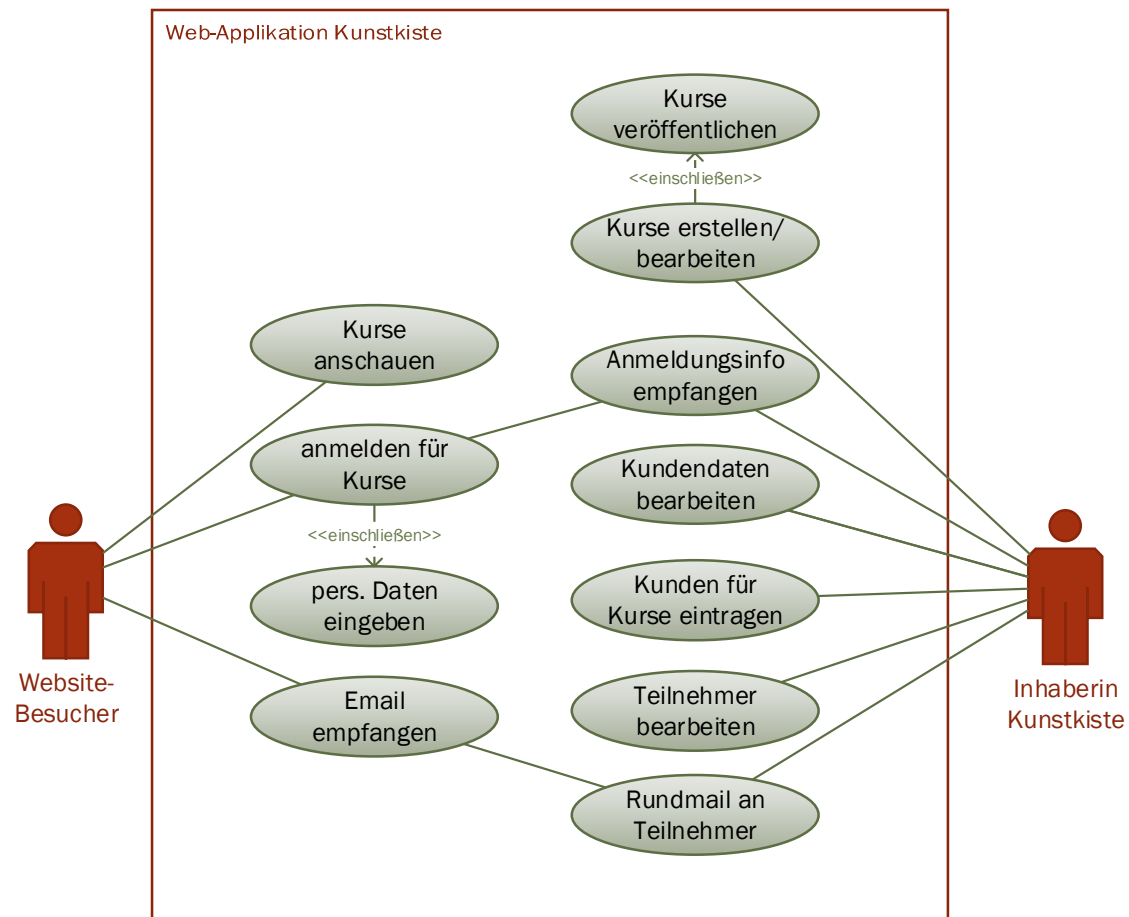 Web-Applikation Kunstkiste
Kurse
veröffentlichen
<<einschließen>>
Kurse erstellen/
bearbeiten
Kurse
anschauen
Anmeldungsinfo
empfangen
anmelden für
Kurse
Kundendaten
bearbeiten
<<einschließen>>
pers. Daten
eingeben
Kunden für
Kurse eintragen
Website-
Besucher
Inhaberin
Kunstkiste
Email
empfangen
Teilnehmer
bearbeiten
Rundmail an
Teilnehmer